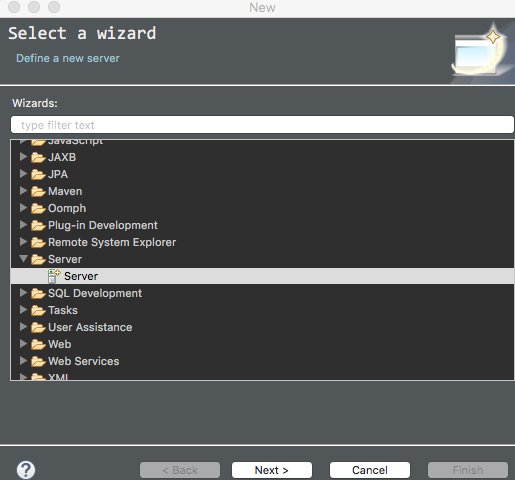 New
Select a wizard
Define a new server
Wizards:
type filter text
JavaScript
JAXB
JPA
Maven
Oomph
Plug-in Development
Remote System Explorer
Server
Server
SQL Development
Tasks
User Assistance
Web
Web Services
XML
?
< Back
Next >
Cancel
Finish